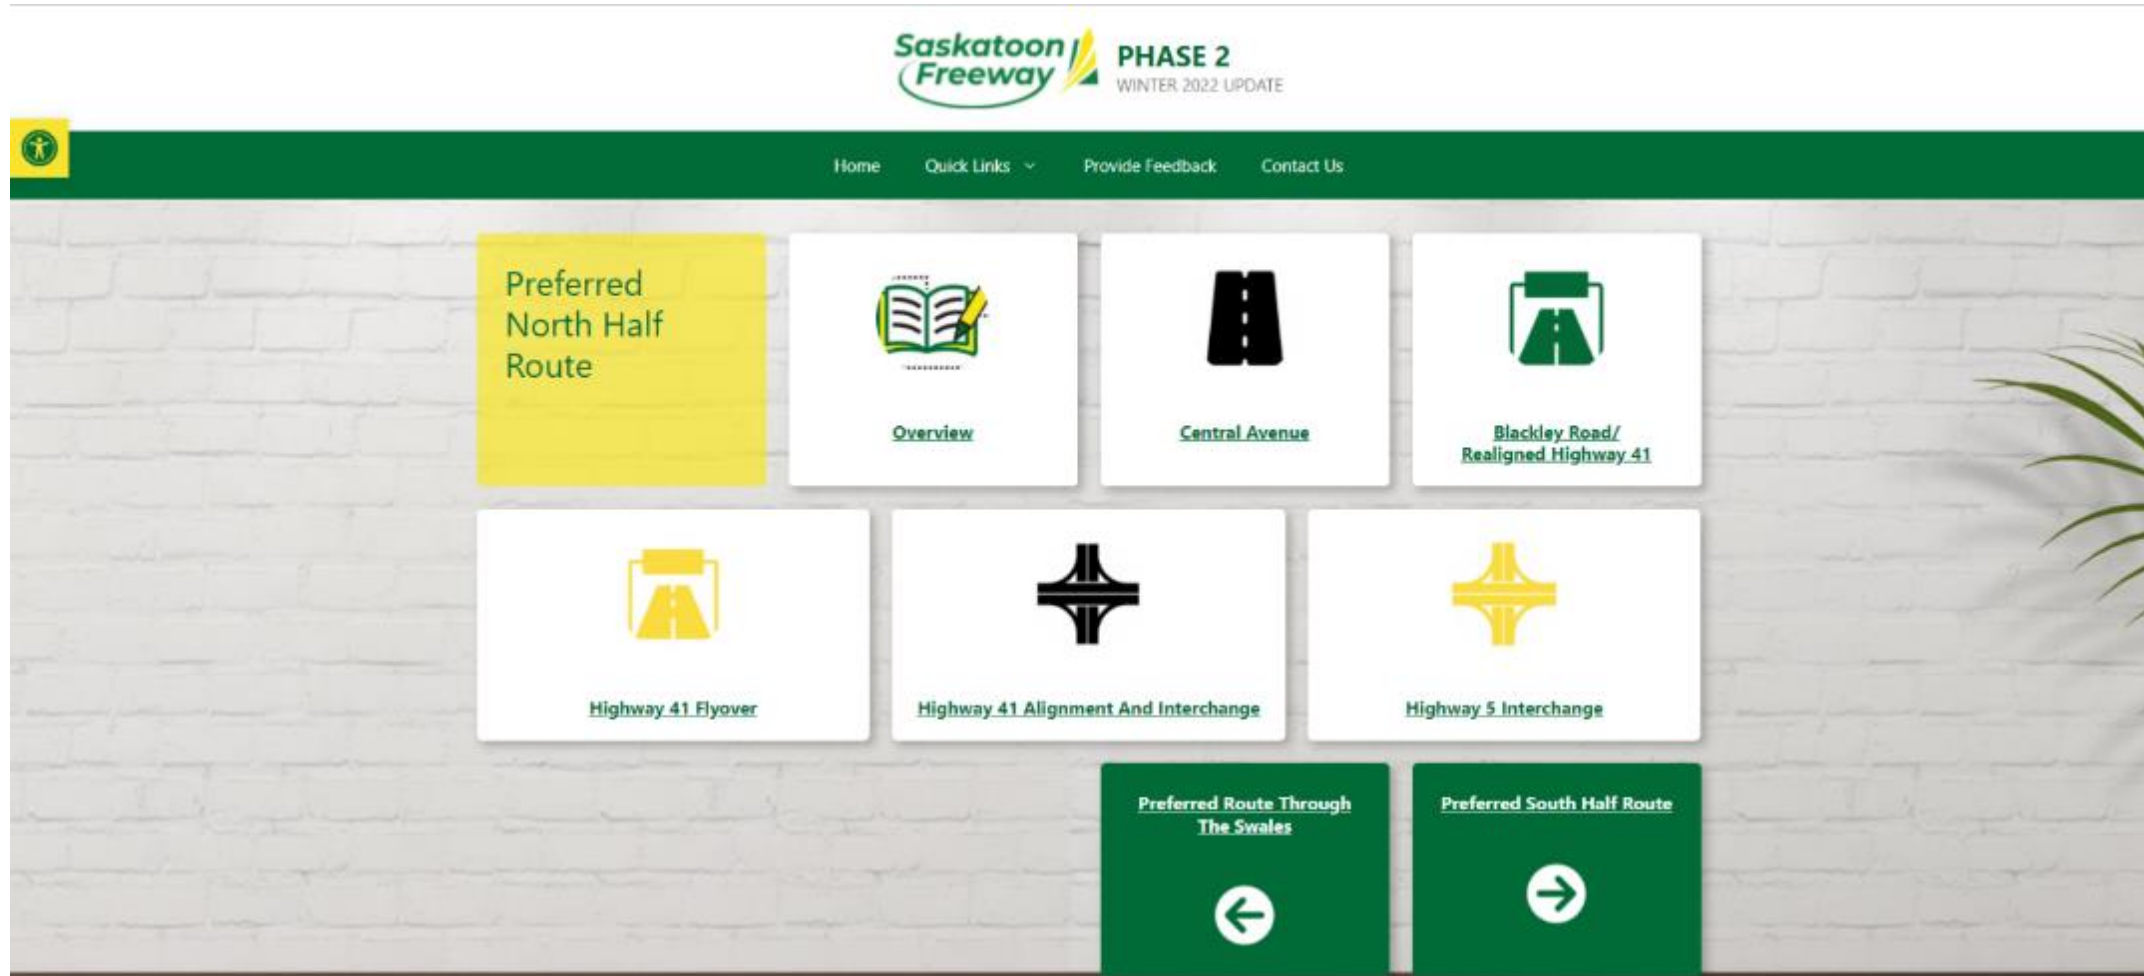 Saskatoon
Freeway
PHASE 2
WINTER 2022 UPDATE
Home
Quick Links
Provide Feedback
Contact Us
Preferred
North Half
Route
Overview
Central Avenue
Blackley Road/
Realigned Highway 41
Highway 41 Flyover
Highway 41 Alignment And Interchange
Highway 5 Interchange
Preferred Route Through
The Swales
Preferred South Half Route